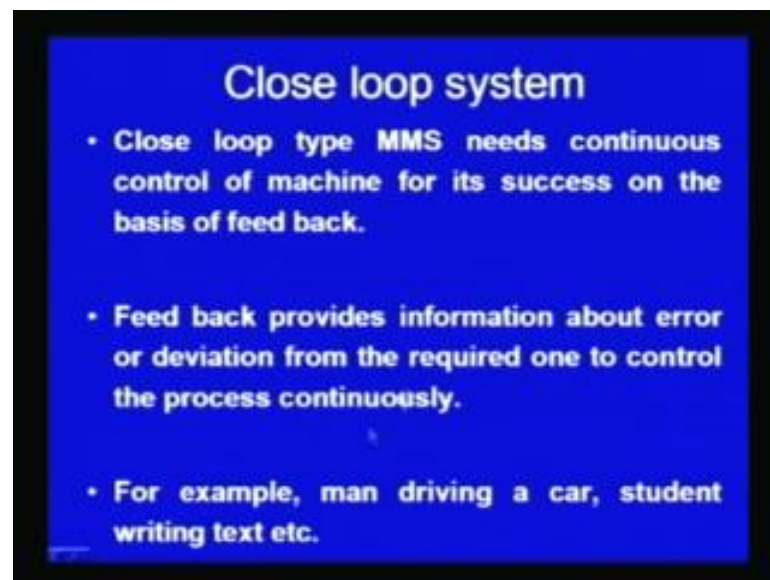 Close loop system
• Close loop type MMS needs continuous
control of machine for its success on the
basis of feed back.
• Feed back provides information about error
or deviation from the required one to control
the process continuously.
• For example, man driving a car, student
writing text etc.